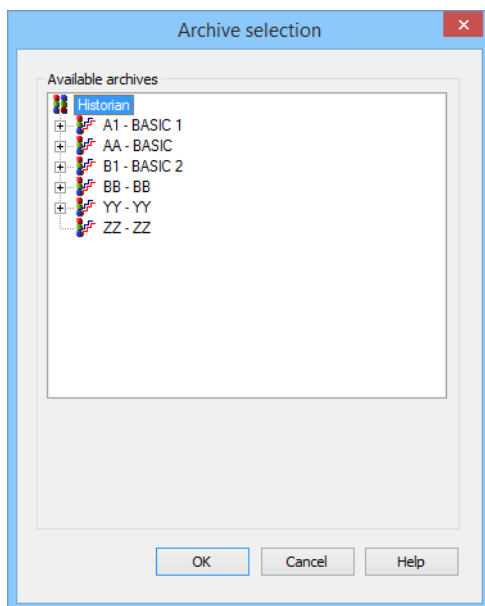 Archive selection
Available archives
Historian
A1 - BASIC 1
AA - BASIC
B1 - BASIC 2
BB - BB
YY - YY
ZZ - ZZ
OK Cancel Help